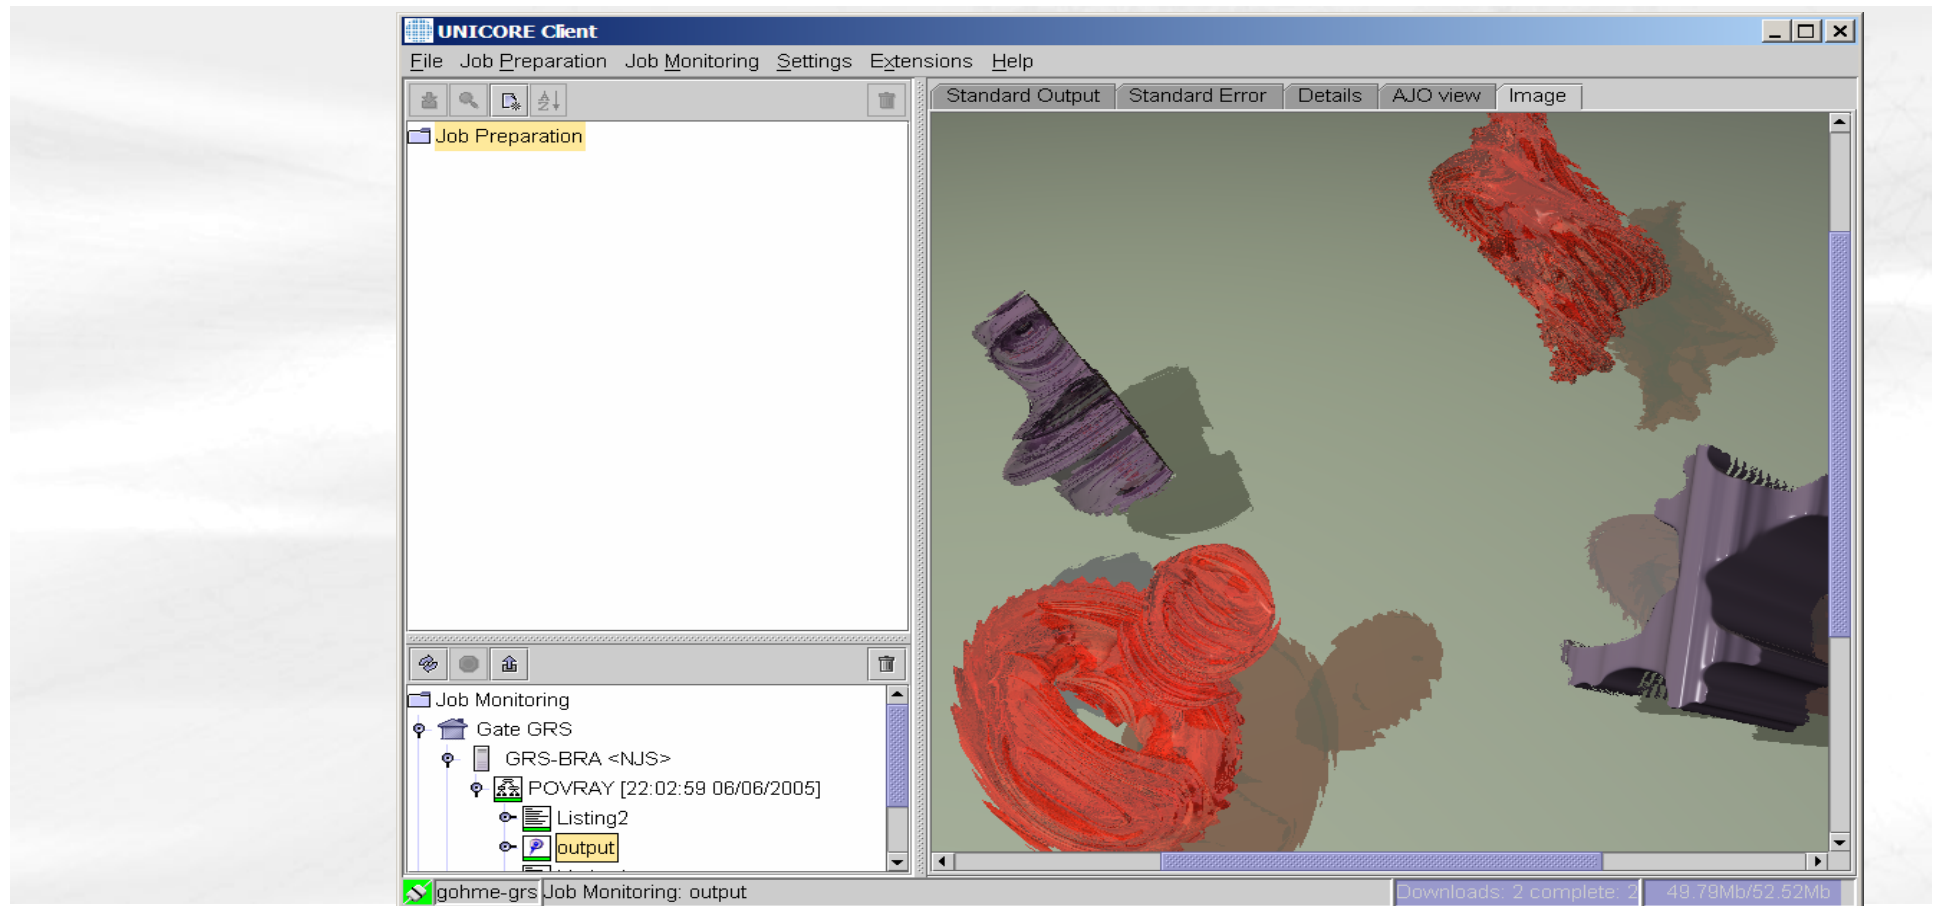 UNICORE Client
File Job Preparation Job Monitoring Settings Extensions Help
Job Preparation
Standard Output Standard Error Details AJO view Image
Job Monitoring
Gate GRS
GRS-BRA <NJS>
POVRAY [22:02:59 06/06/2005]
Listing2
output
gohme-grs Job Monitoring: output Downloads: 2 complete: 2 49.79Mb/52.52Mb